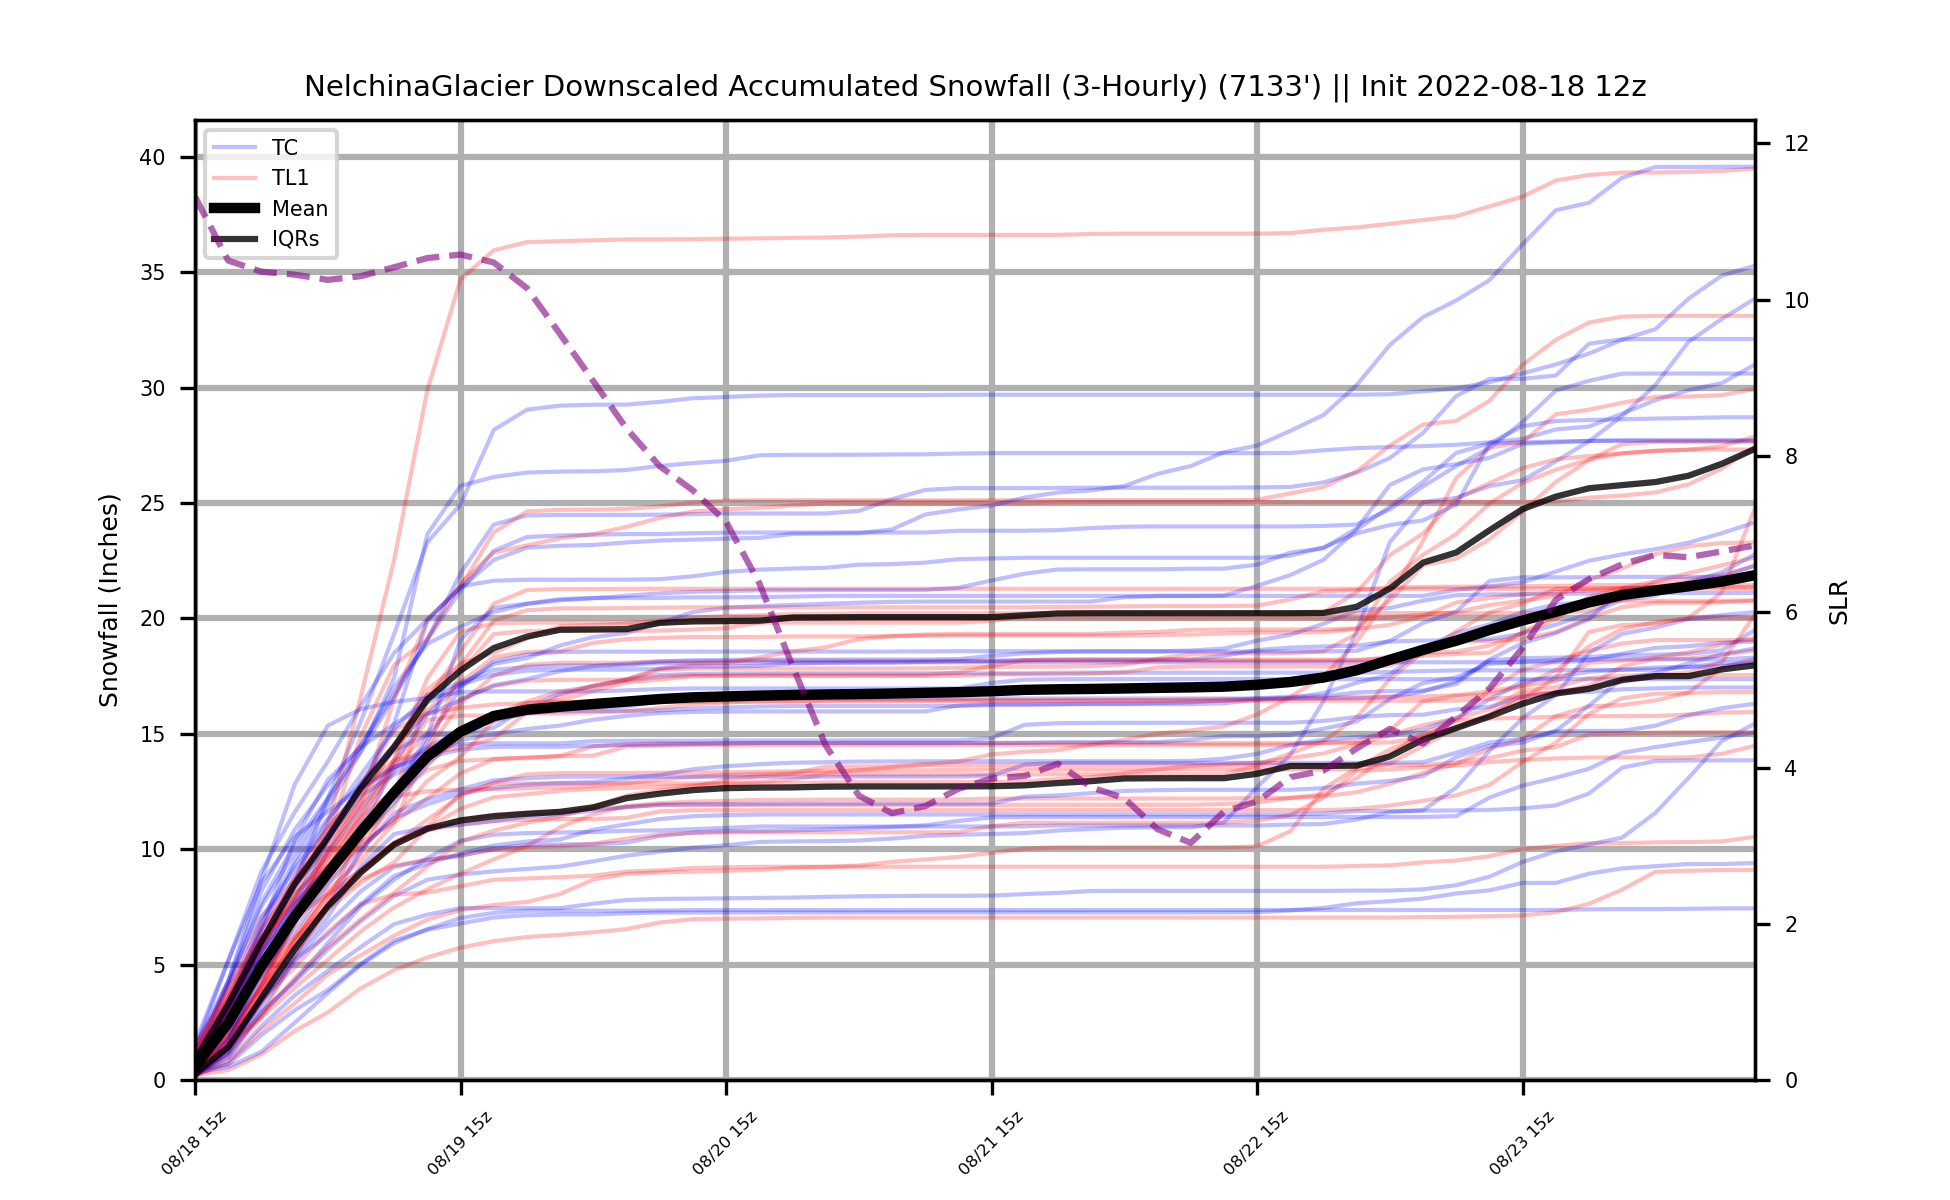 NelchinaGlacier Downscaled Accumulated Snowfall (3-Hourly) (7133') || Init 2022-08-18 12z
TC
TL1
Mean
IQRs
Snowfall (Inches)
40
35
30
25
20
15
10
5
0
SLR
12
10
8
6
4
2
0
08/18 15z
08/19 15z
08/20 15z
08/21 15z
08/22 15z
08/23 15z